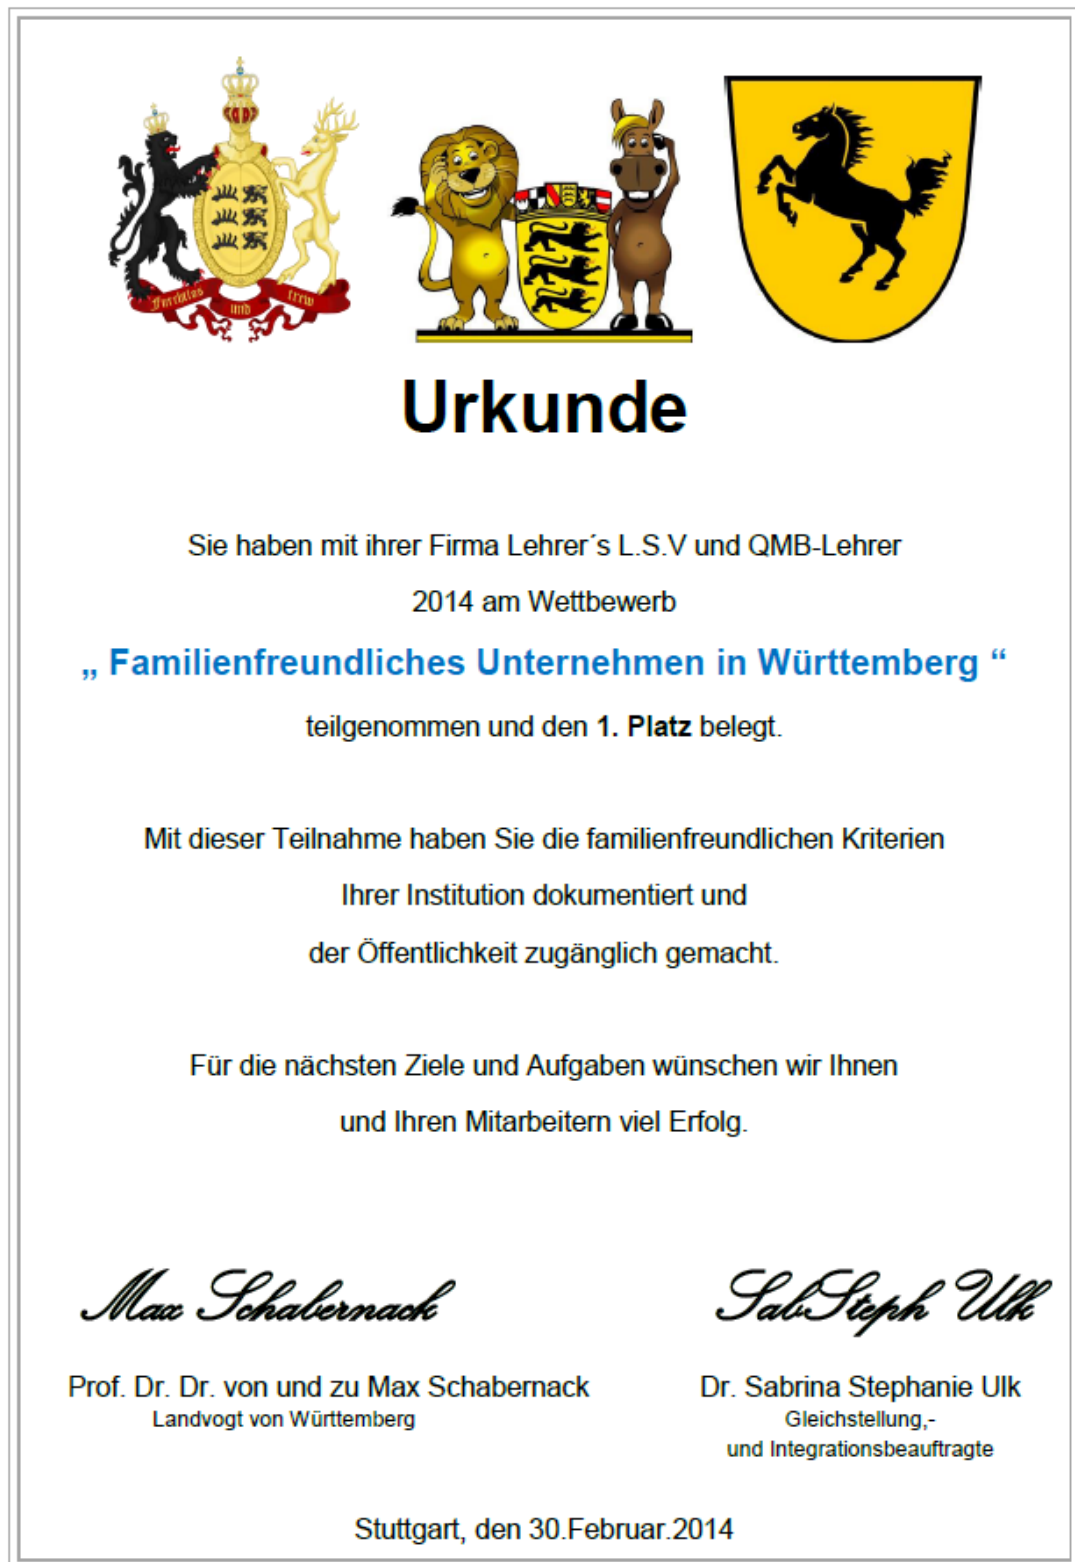 Furchtlos und trew
Urkunde
Sie haben mit ihrer Firma Lehrer´s L.S.V und QMB-Lehrer
2014 am Wettbewerb
„ Familienfreundliches Unternehmen in Württemberg “
teilgenommen und den 1. Platz belegt.
Mit dieser Teilnahme haben Sie die familienfreundlichen Kriterien
Ihrer Institution dokumentiert und
der Öffentlichkeit zugänglich gemacht.
Für die nächsten Ziele und Aufgaben wünschen wir Ihnen
und Ihren Mitarbeitern viel Erfolg.
Max Schabernack
SabSteph Ulk
Prof. Dr. Dr. von und zu Max Schabernack
Landvogt von Württemberg
Dr. Sabrina Stephanie Ulk
Gleichstellung,-
und Integrationsbeauftragte
Stuttgart, den 30.Februar.2014